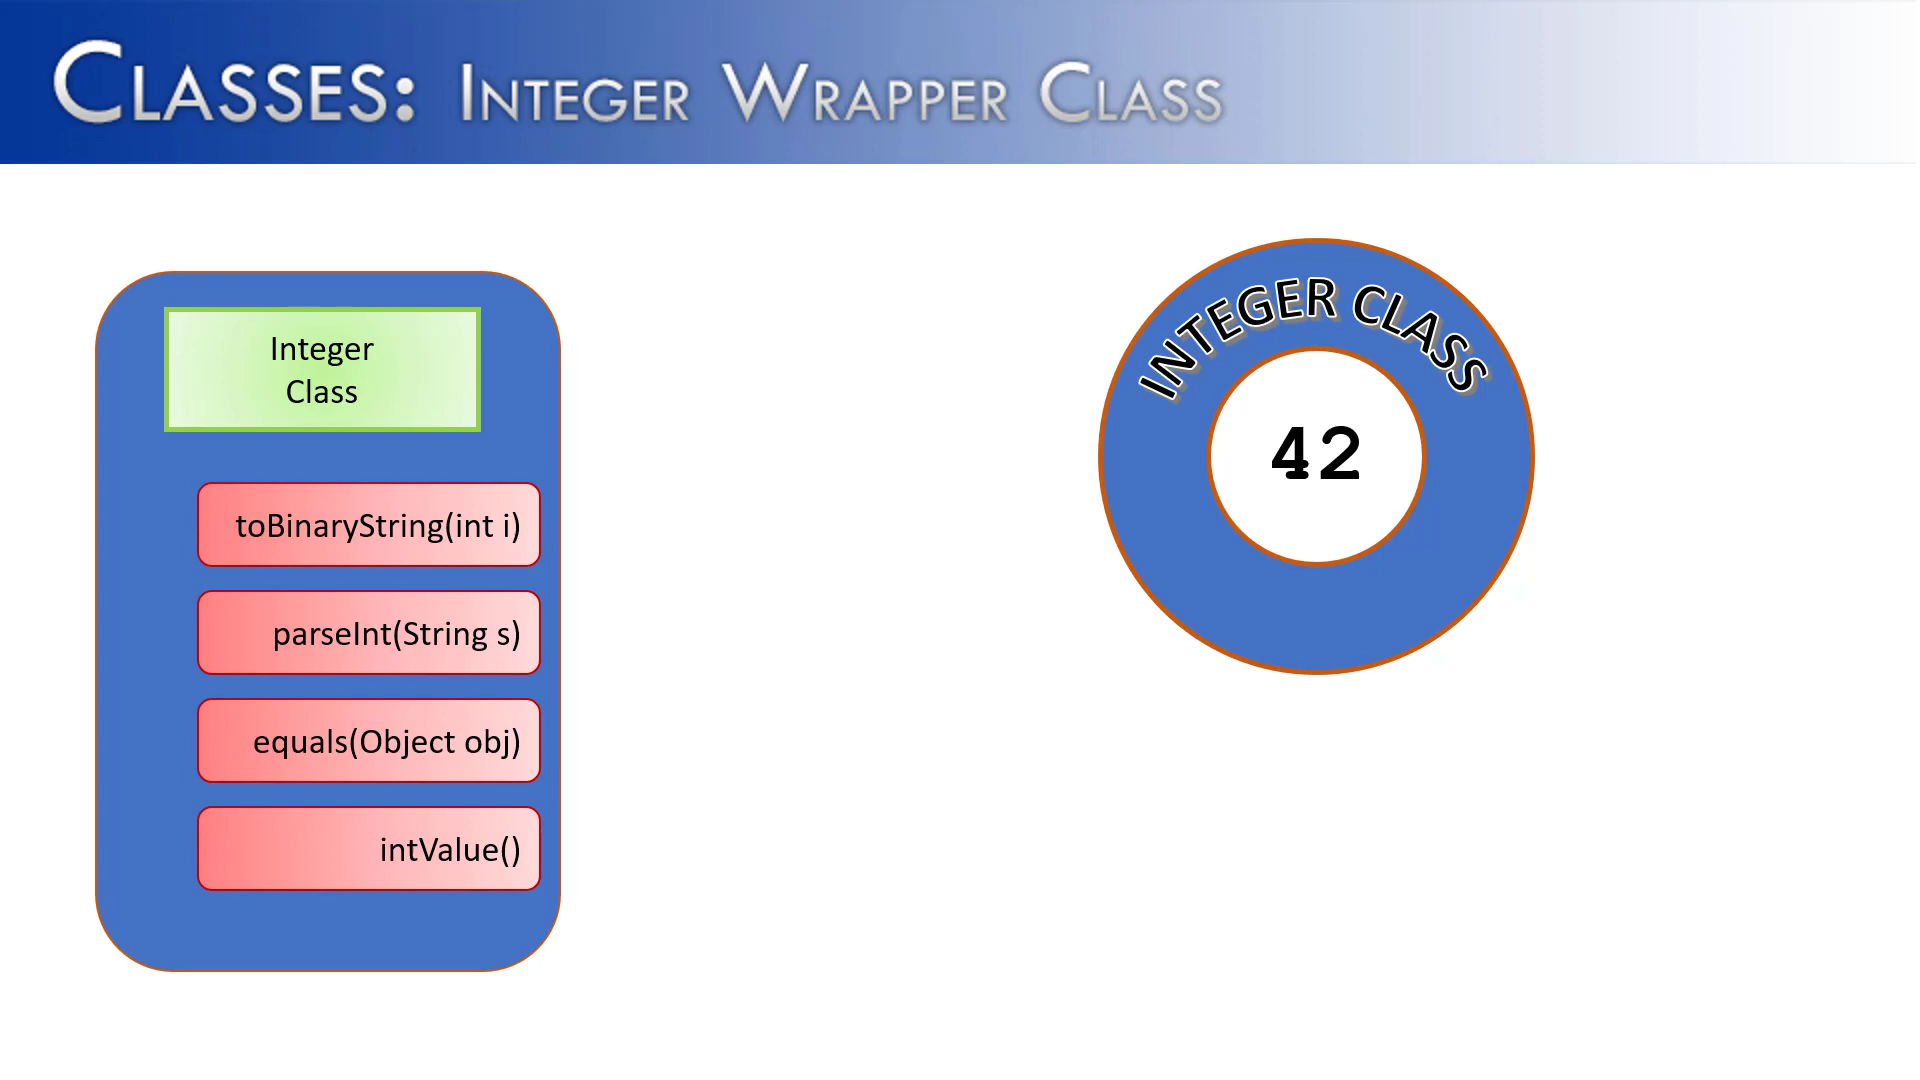 CLASSES: INTEGER WRAPPER CLASS
Integer
Class
toBinaryString(int i)
parseInt(String s)
equals(Object obj)
intValue()
INTEGER CLASS
42